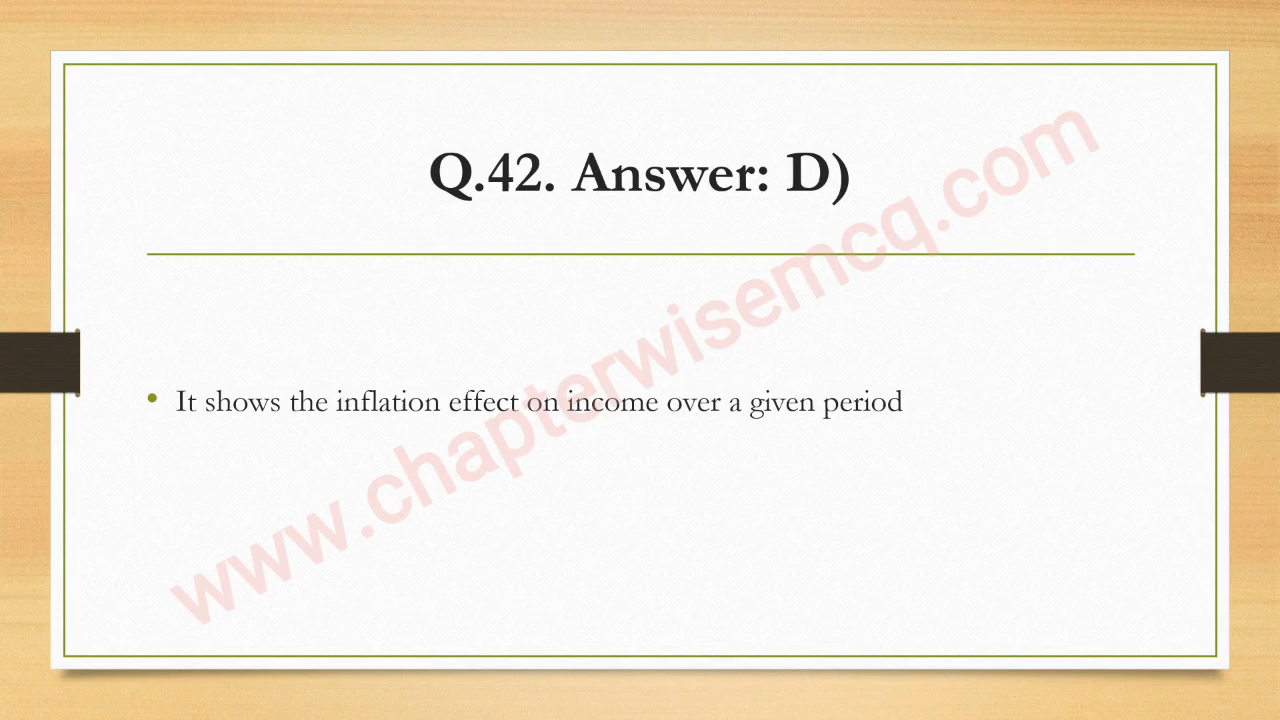 Q.42. Answer: D)
• It shows the inflation effect on income over a given period
www.chapterwisemcq.com